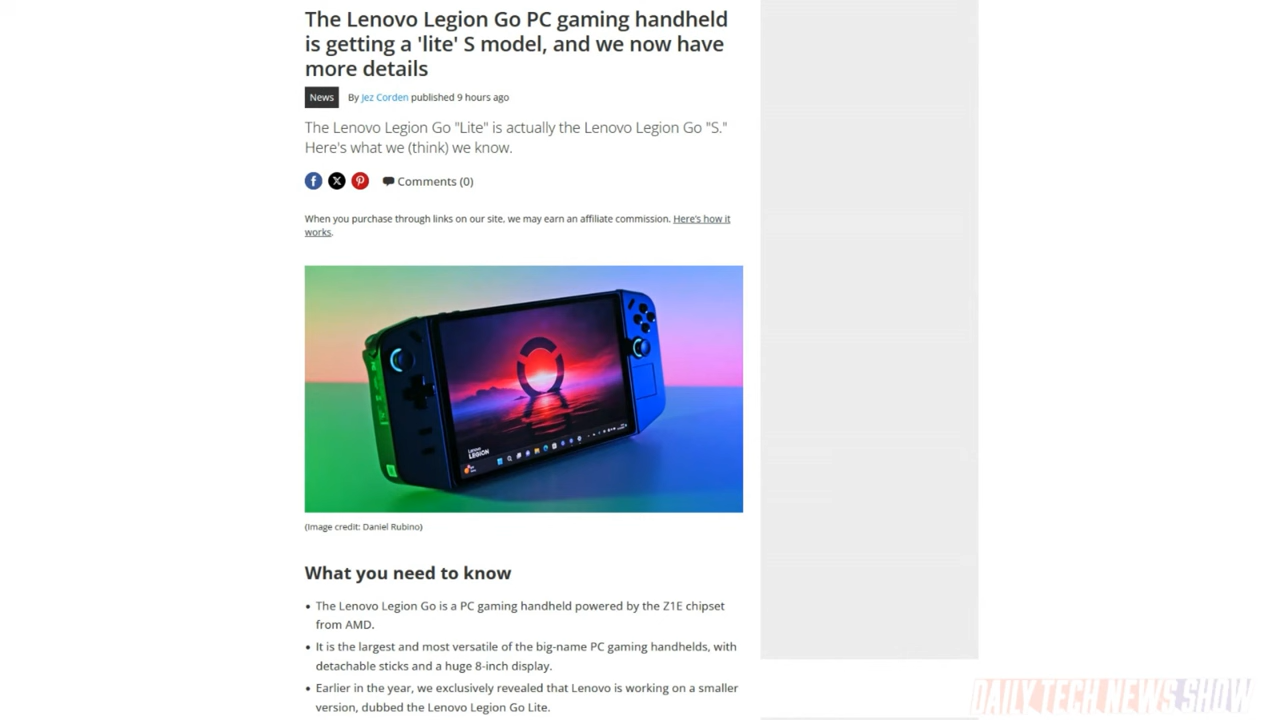 The Lenovo Legion Go PC gaming handheld
is getting a 'lite' S model, and we now have
more details
News By Jez Corden published 9 hours ago
The Lenovo Legion Go "Lite" is actually the Lenovo Legion Go "S."
Here's what we (think) we know.
Comments (0)
When you purchase through links on our site, we may earn an affiliate commission. Here's how it
works.
Lenovo
LEGION
(Image credit: Daniel Rubino)
What you need to know
• The Lenovo Legion Go is a PC gaming handheld powered by the Z1E chipset
from AMD.
• It is the largest and most versatile of the big-name PC gaming handhelds, with
detachable sticks and a huge 8-inch display.
• Earlier in the year, we exclusively revealed that Lenovo is working on a smaller
version, dubbed the Lenovo Legion Go Lite.
DAILY TECH NEWS SHOW